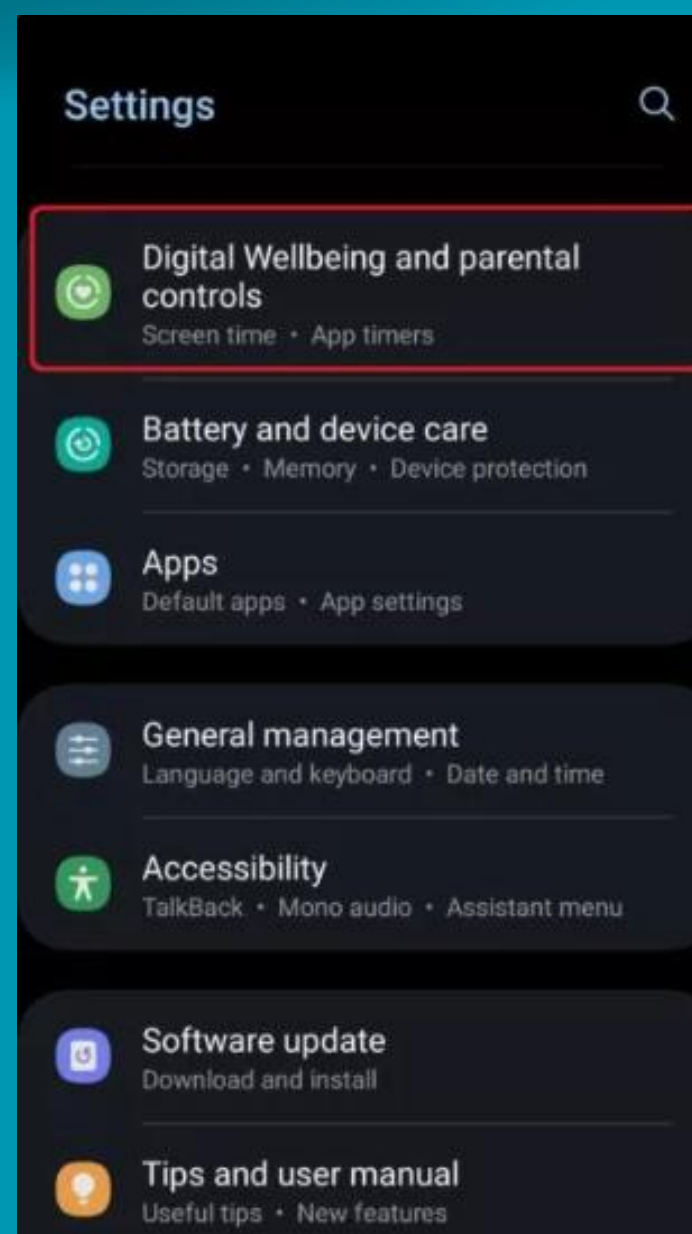 Settings
Digital Wellbeing and parental
controls
Screen time • App timers
Battery and device care
Storage • Memory • Device protection
Apps
Default apps • App settings
General management
Language and keyboard • Date and time
Accessibility
TalkBack • Mono audio • Assistant menu
Software update
Download and install
Tips and user manual
Useful tips • New features